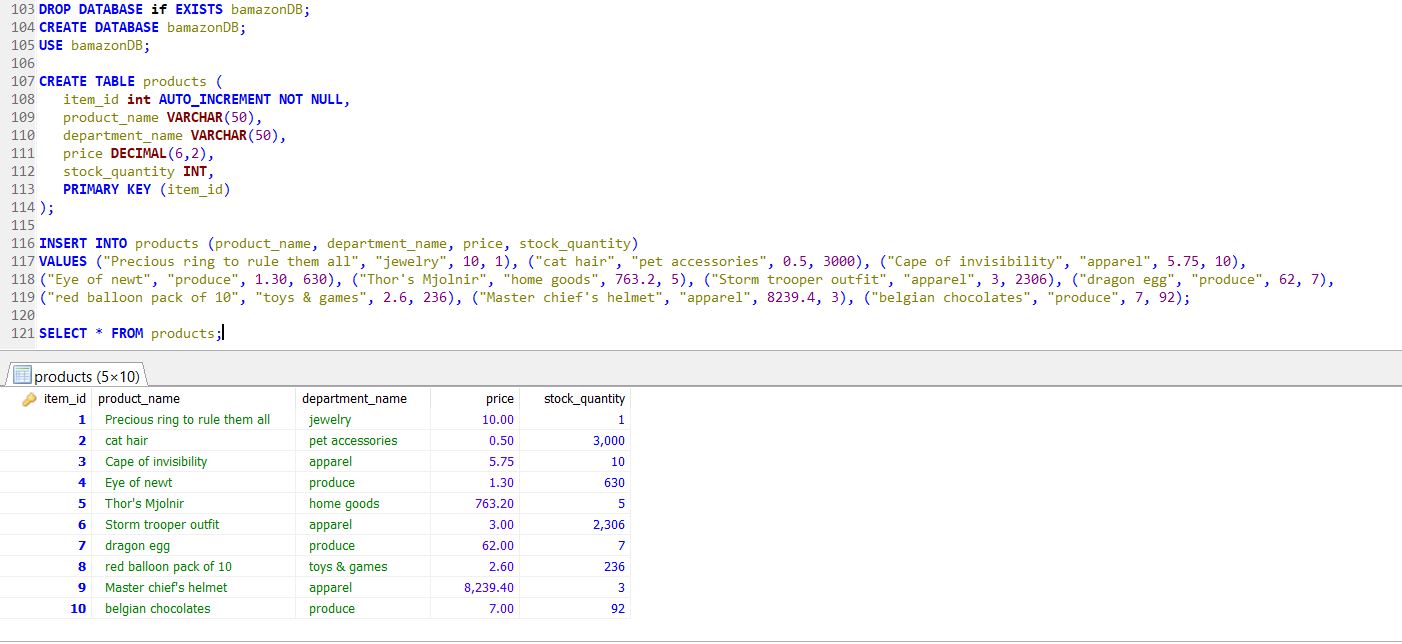 103 DROP DATABASE if EXISTS bamazonDB;
104 CREATE DATABASE bamazonDB;
105 USE bamazonDB;
106
107 CREATE TABLE products (
108 item_id int AUTO_INCREMENT NOT NULL,
109 product_name VARCHAR(50),
110 department_name VARCHAR(50),
111 price DECIMAL(6,2),
112 stock_quantity INT,
113 PRIMARY KEY (item_id)
114 );
115
116 INSERT INTO products (product_name, department_name, price, stock_quantity)
117 VALUES ("Precious ring to rule them all", "jewelry", 10, 1), ("cat hair", "pet accessories", 0.5, 3000), ("Cape of invisibility", "apparel", 5.75, 10),
118 ("Eye of newt", "produce", 1.30, 630), ("Thor's Mjolnir", "home goods", 763.2, 5), ("Storm trooper outfit", "apparel", 3, 2306), ("dragon egg", "produce", 62, 7),
119 ("red balloon pack of 10", "toys & games", 2.6, 236), ("Master chief's helmet", "apparel", 8239.4, 3), ("belgian chocolates", "produce", 7, 92);
120
121 SELECT * FROM products;
products (5×10)
item_id product_name department_name price stock_quantity
1 Precious ring to rule them all jewelry 10.00 1
2 cat hair pet accessories 0.50 3,000
3 Cape of invisibility apparel 5.75 10
4 Eye of newt produce 1.30 630
5 Thor's Mjolnir home goods 763.20 5
6 Storm trooper outfit apparel 3.00 2,306
7 dragon egg produce 62.00 7
8 red balloon pack of 10 toys & games 2.60 236
9 Master chief's helmet apparel 8,239.40 3
10 belgian chocolates produce 7.00 92